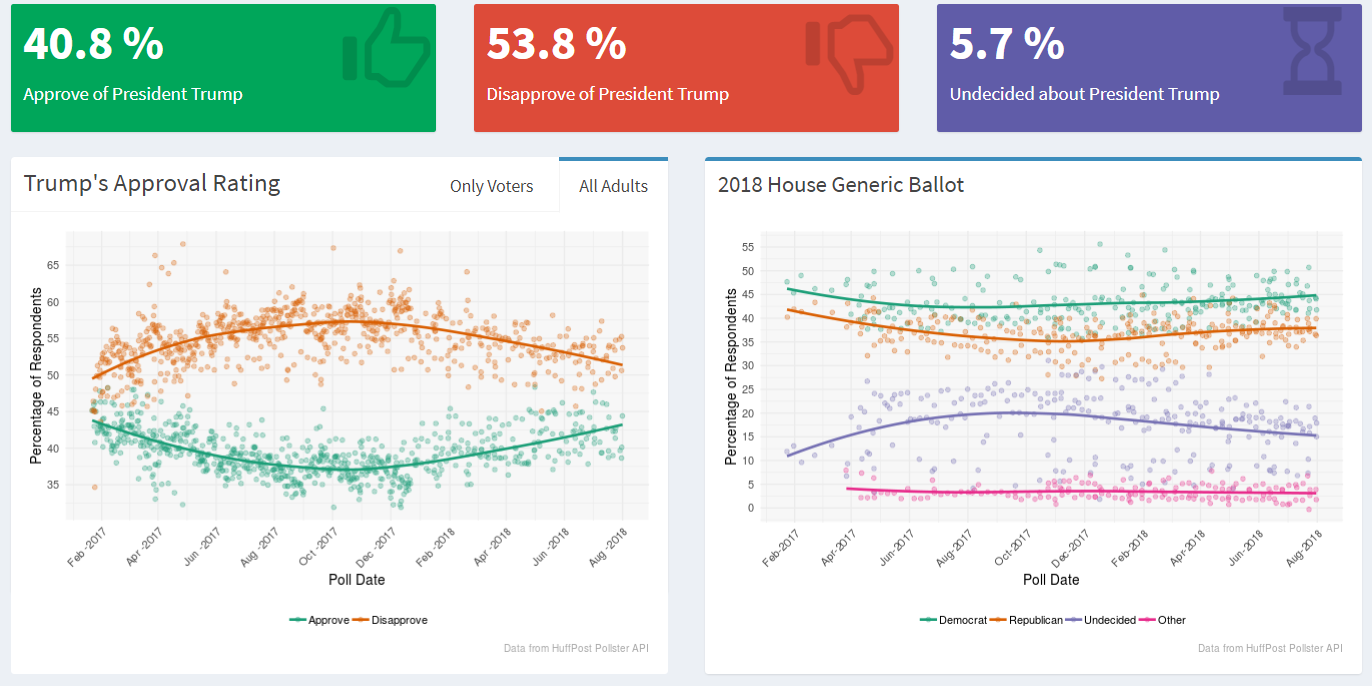 40.8 %
Approve of President Trump
53.8 %
Disapprove of President Trump
5.7 %
Undecided about President Trump
Trump's Approval Rating
Only Voters
All Adults
Percentage of Respondents
65
60
55
50
45
40
35
Feb -2017
Apr -2017
Jun -2017
Aug -2017
Oct -2017
Dec -2017
Feb -2018
Apr -2018
Jun -2018
Aug -2018
Poll Date
Approve Disapprove
Data from HuffPost Pollster API
2018 House Generic Ballot
Percentage of Respondents
55
50
45
40
35
30
25
20
15
10
5
0
Feb-2017
Apr-2017
Jun-2017
Aug-2017
Oct-2017
Dec-2017
Feb-2018
Apr-2018
Jun-2018
Aug-2018
Poll Date
Democrat Republican Undecided Other
Data from HuffPost Pollster API